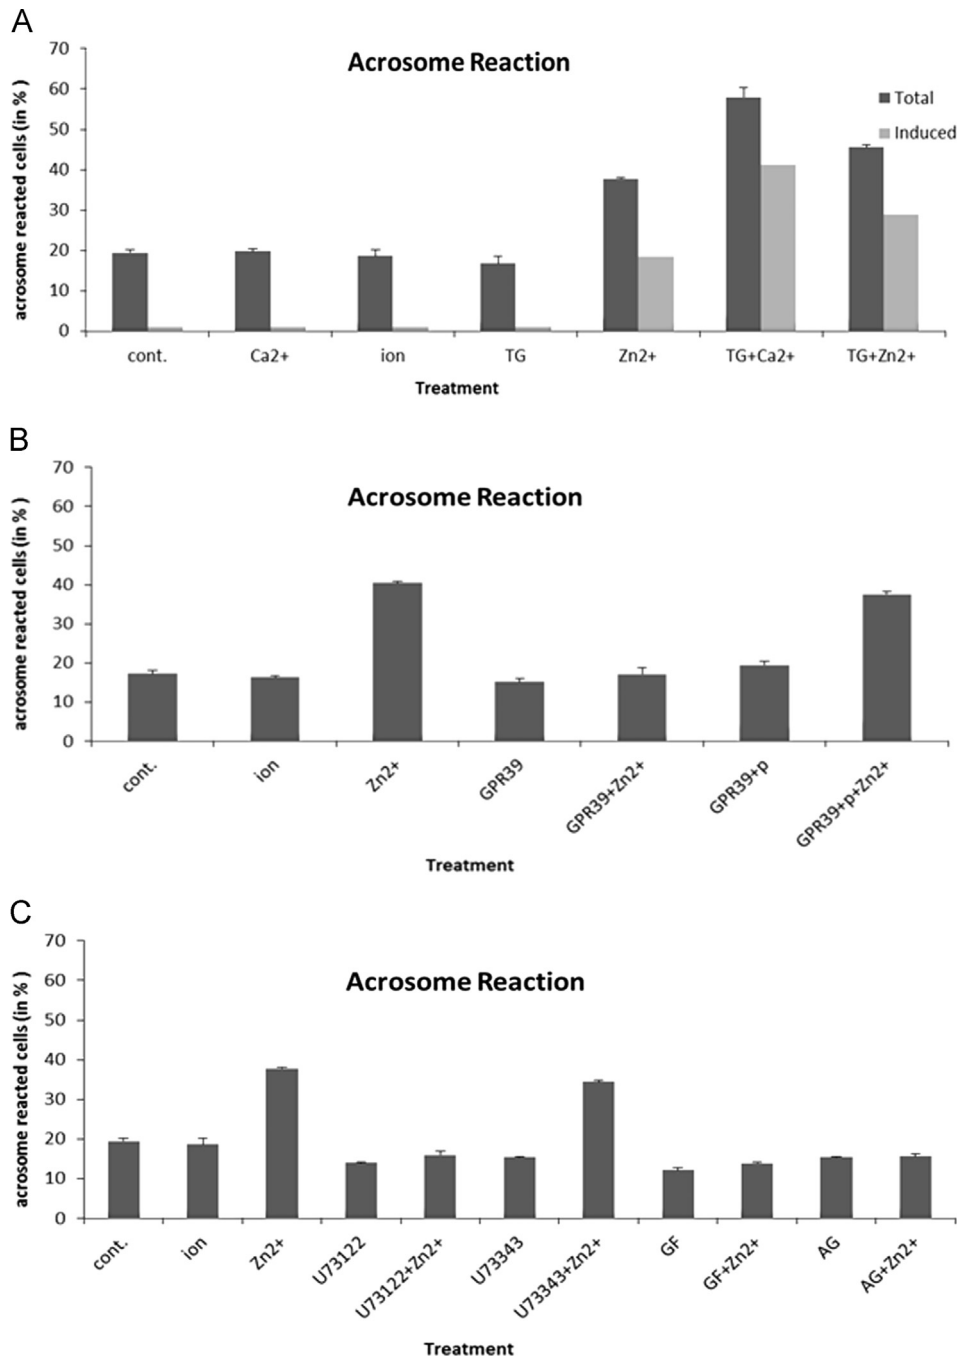 A
Acrosome Reaction
acrosome reacted cells (in % )
70
60
50
40
30
20
10
0
Total
Induced
cont. Ca2+ ion TG Zn2+ TG+Ca2+ TG+Zn2+
Treatment
B
Acrosome Reaction
acrosome reacted cells (in % )
70
60
50
40
30
20
10
0
cont. ion Zn2+ GPR39 GPR39+Zn2+ GPR39+p GPR39+p+Zn2+
Treatment
C
Acrosome Reaction
acrosome reacted cells (in % )
70
60
50
40
30
20
10
0
cont. ion Zn2+ U73122 U73122+Zn2+ U73343 U73343+Zn2+ GF GF+Zn2+ AG AG+Zn2+
Treatment